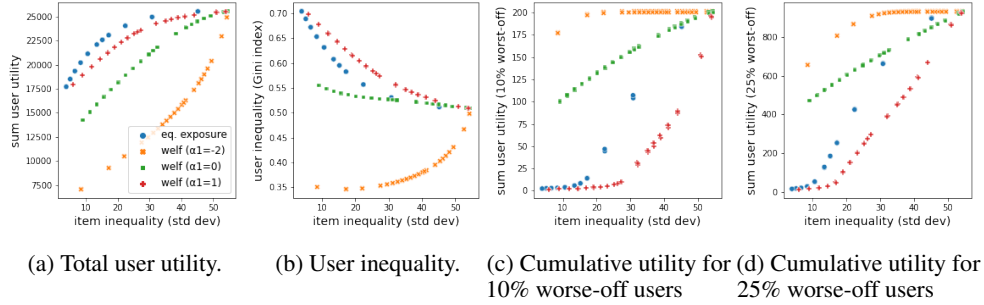 25000
22500
20000
17500
15000
12500
10000
7500
sum user utility
10 20 30 40 50
item inequality (std dev)
eq. exposure
welf (α1=-2)
welf (α1=0)
welf (α1=1)
0.70
0.65
0.60
0.55
0.50
0.45
0.40
0.35
user inequality (Gini index)
10 20 30 40 50
item inequality (std dev)
200
175
150
125
100
75
50
25
0
sum user utility (10% worst-off)
10 20 30 40 50
item inequality (std dev)
800
600
400
200
0
sum user utility (25% worst-off)
10 20 30 40 50
item inequality (std dev)
(a) Total user utility.
(b) User inequality.
(c) Cumulative utility for
10% worse-off users
(d) Cumulative utility for
25% worse-off users